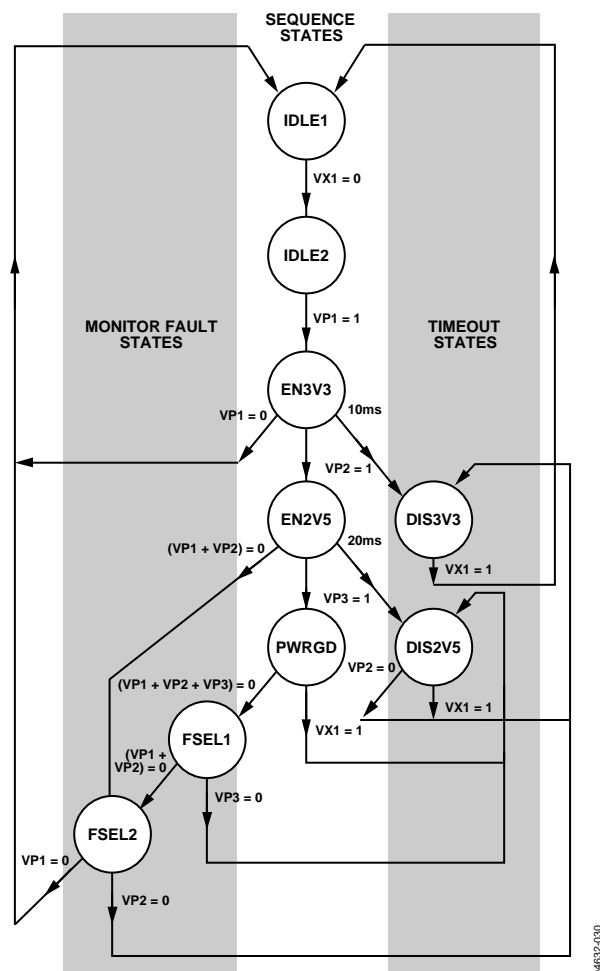 SEQUENCE
STATES
IDLE1
VX1 = 0
IDLE2
MONITOR FAULT
STATES
VP1 = 1
TIMEOUT
STATES
EN3V3
VP1 = 0
10ms
VP2 = 1
EN2V5
DIS3V3
(VP1 + VP2) = 0
20ms
VX1 = 1
VP3 = 1
PWRGD
DIS2V5
VP2 = 0
(VP1 + VP2 + VP3) = 0
VX1 = 1
VX1 = 1
FSEL1
(VP1 +
VP2) = 0
VP3 = 0
FSEL2
VP1 = 0
VP2 = 0
04632-030